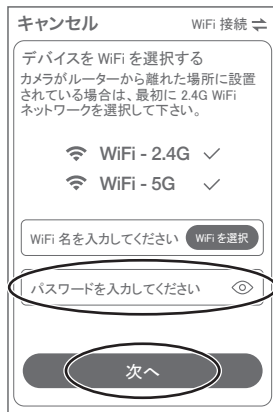 キャンセル WiFi 接続
デバイスを WiFi を選択する
カメラがルーターから離れた場所に設置
されている場合は、最初に 2.4G WiFi
ネットワークを選択して下さい。
WiFi - 2.4G
WiFi - 5G
WiFi 名を入力してください WiFi を選択
パスワードを入力してください
次へ